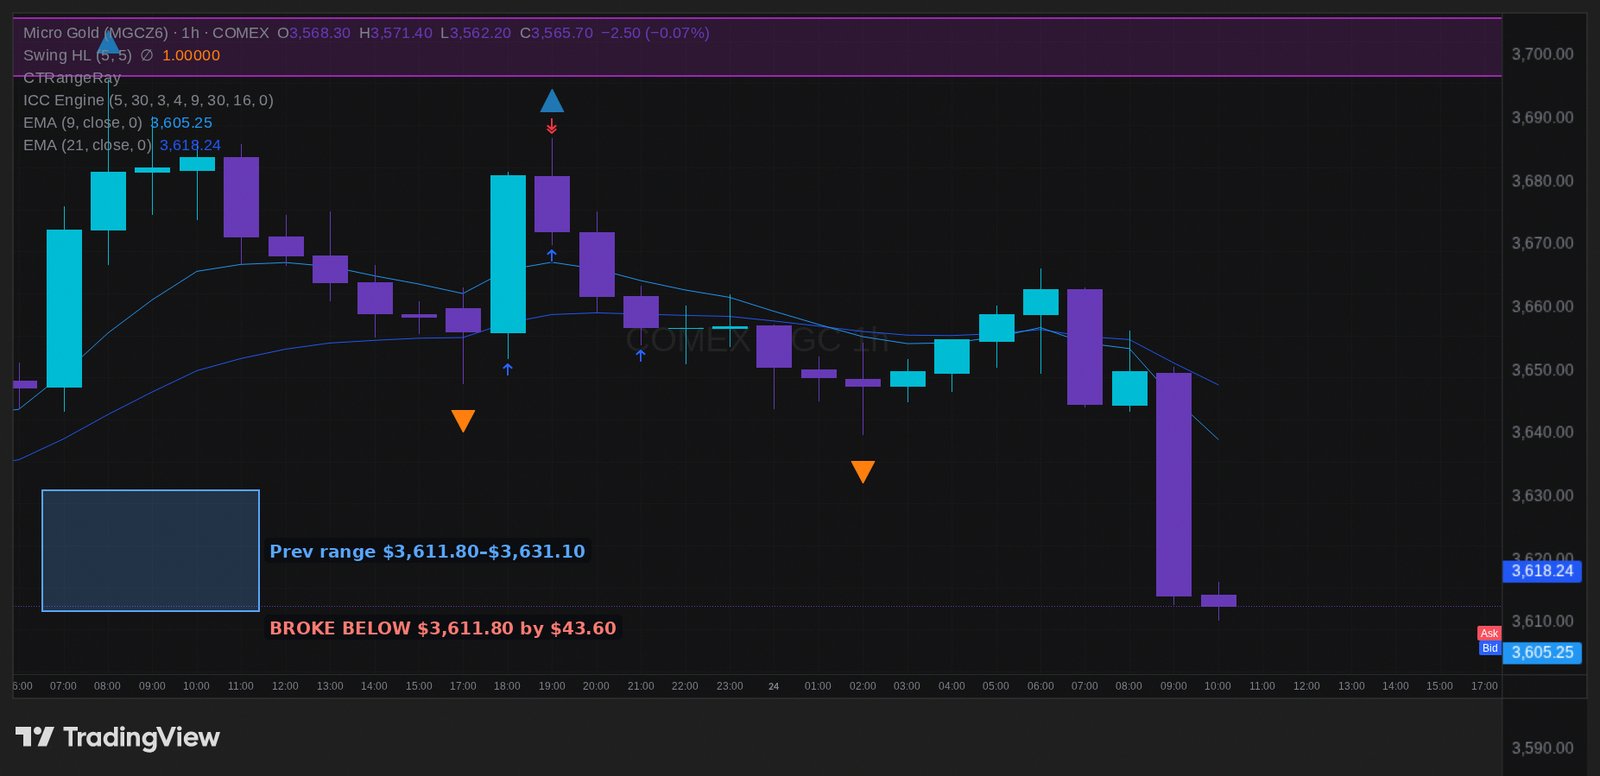 Micro Gold (MGCZ6) · 1h · COMEX O3,568.30 H3,571.40 L3,562.20 C3,565.70 −2.50 (−0.07%)
Swing HL (5, 5) ∅ 1.00000
CTRangeRay
ICC Engine (5, 30, 3, 4, 9, 30, 16, 0)
EMA (9, close, 0) 3,605.25
EMA (21, close, 0) 3,618.24
3,700.00
3,690.00
3,680.00
3,670.00
3,660.00
3,650.00
3,640.00
3,630.00
3,620.00
3,618.24
3,610.00
Ask
Bid
3,605.25
3,590.00
COMEX GC 1h
Prev range $3,611.80–$3,631.10
BROKE BELOW $3,611.80 by $43.60
6:00 07:00 08:00 09:00 10:00 11:00 12:00 13:00 14:00 15:00 16:00 17:00 18:00 19:00 20:00 21:00 22:00 23:00 24 01:00 02:00 03:00 04:00 05:00 06:00 07:00 08:00 09:00 10:00 11:00 12:00 13:00 14:00 15:00 17:00
TradingView